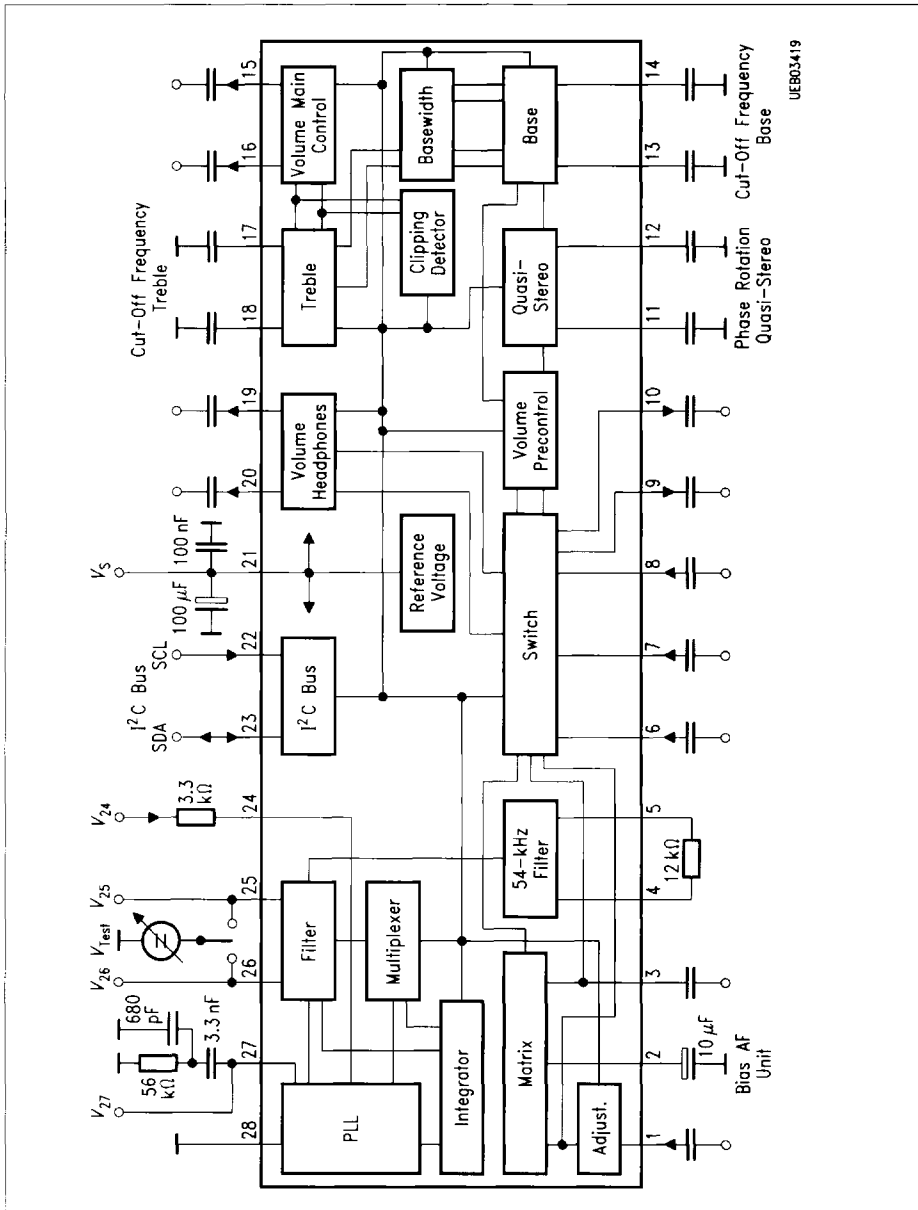 V27
56
kΩ
680
pF
3.3 nF
V26
VTest
V25
V24
3.3
kΩ
I²C Bus
SDA
SCL
VS
100 µF
100 nF
Cut-Off Frequency
Treble
28
27
26
25
24
23
22
21
20
19
18
17
16
15
PLL
Filter
Multiplexer
Integrator
I²C Bus
Reference
Voltage
Volume
Headphones
Treble
Volume Main
Control
Clipping
Detector
Basewidth
Matrix
Adjust.
54-kHz
Filter
Switch
Volume
Precontrol
Quasi-
Stereo
Base
1
2
3
4
5
6
7
8
9
10
11
12
13
14
10 µF
Bias AF
Unit
12 kΩ
Phase Rotation
Quasi-Stereo
Cut-Off Frequency
Base
UEB03419